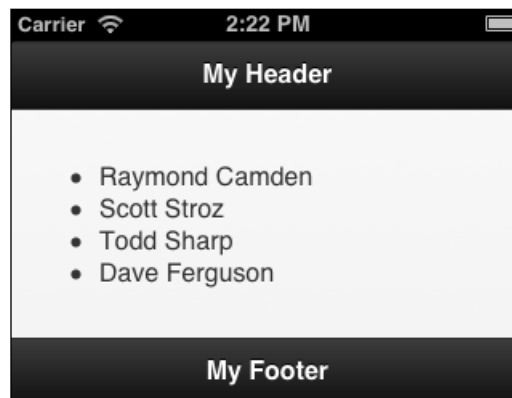 Carrier 2:22 PM
My Header
• Raymond Camden
• Scott Stroz
• Todd Sharp
• Dave Ferguson
My Footer